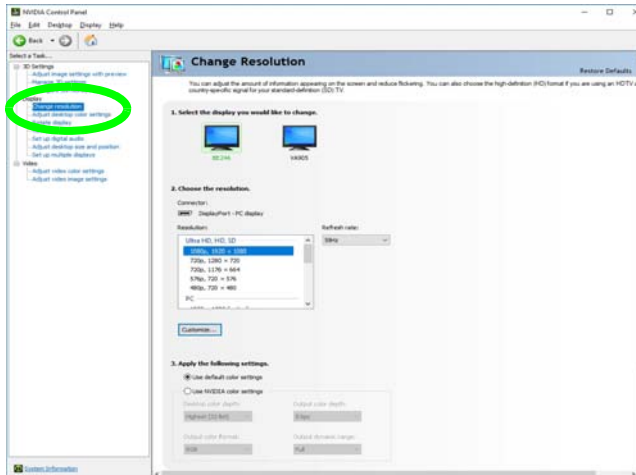 NVIDIA Control Panel
File Edit Desktop Display Help
Back
Select a Task...
3D Settings
Adjust image settings with preview
Manage 3D settings
Display
Change resolution
Adjust desktop color settings
Rotate display
Set up digital audio
Adjust desktop size and position
Set up multiple displays
Video
Adjust video color settings
Adjust video image settings
System Information
Change Resolution
Restore Defaults
You can adjust the amount of information appearing on the screen and reduce flickering. You can also choose the high-definition (HD) format if you are using an HDTV
country-specific signal for your standard-definition (SD) TV.
1. Select the display you would like to change.
VA905
2. Choose the resolution.
Connector:
DisplayPort - PC display
Resolution:
Refresh rate:
Ultra HD, HD, SD
1080p, 1920 × 1080
720p, 1280 × 720
720p, 1176 × 664
576p, 720 × 576
480p, 720 × 480
PC
Customize...
3. Apply the following settings.
Use default color settings
Use NVIDIA color settings
Desktop color depth:
Output color depth:
Highest (32-bit)
8 bpc
Output color format:
Output dynamic range:
RGB
Full